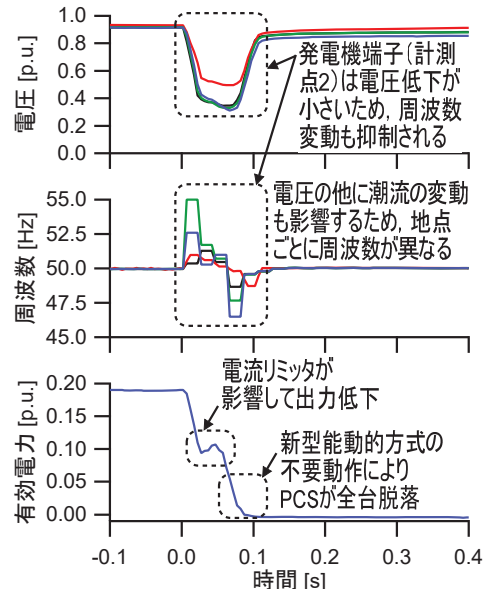 1.0
0.8
0.6
0.4
0.2
0.0
電圧 [p.u.]
発電機端子(計測
点2)は電圧低下が
小さいため, 周波数
変動も抑制される
55.0
52.5
50.0
47.5
45.0
周波数 [Hz]
電圧の他に潮流の変動
も影響するため, 地点
ごとに周波数が異なる
0.20
0.15
0.10
0.05
0.00
有効電力 [p.u.]
電流リミッタが
影響して出力低下
新型能動的方式の
不要動作により
PCSが全台脱落
-0.1 0.0 0.1 0.2 0.3 0.4
時間 [s]